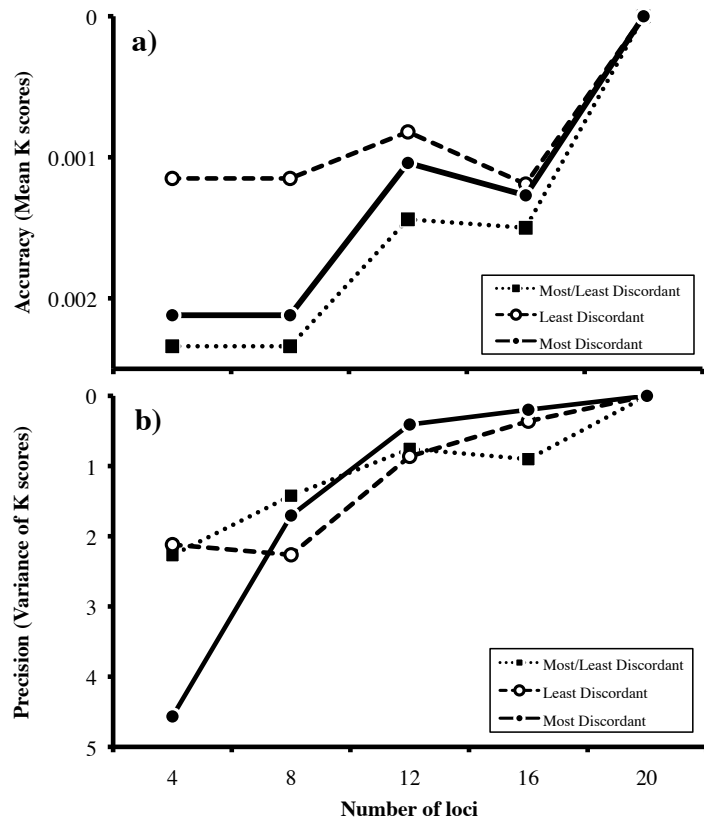 a)
Accuracy (Mean K scores)
0
0.001
0.002
Most/Least Discordant
Least Discordant
Most Discordant
b)
Precision (Variance of K scores)
0
1
2
3
4
5
Most/Least Discordant
Least Discordant
Most Discordant
4 8 12 16 20
Number of loci